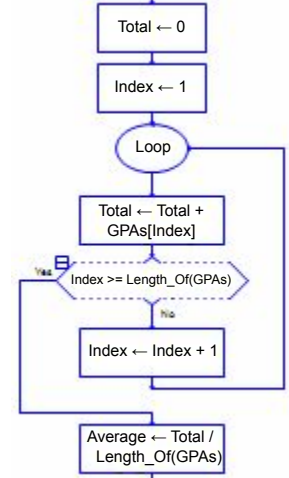 Total ← 0
Index ← 1
Loop
Total ← Total +
GPAs[Index]
Yes
Index >= Length_Of(GPAs)
No
Index ← Index + 1
Average ← Total /
Length_Of(GPAs)